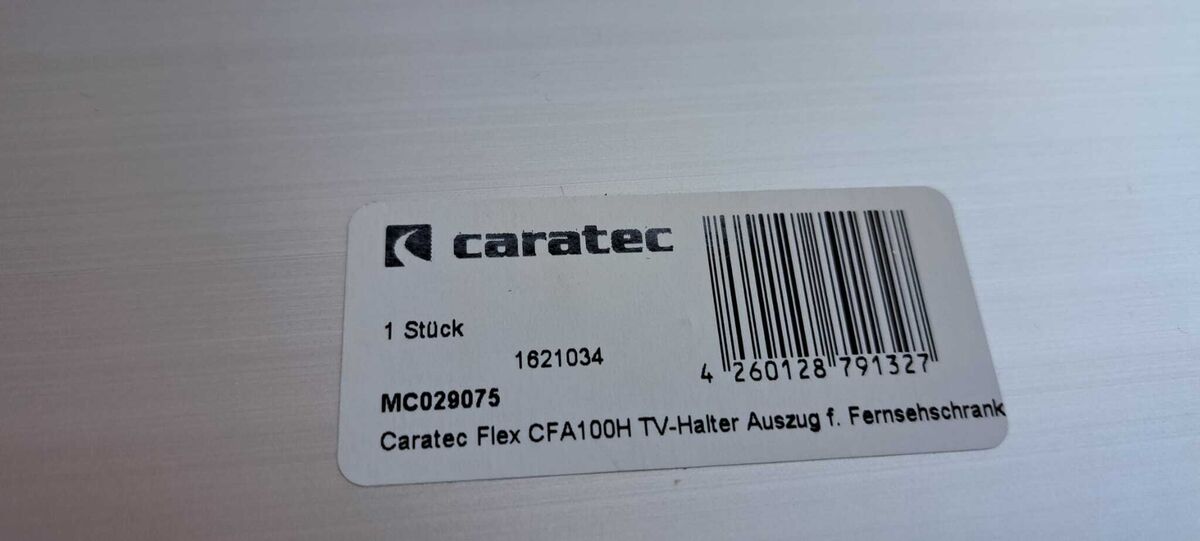 caratec
1 Stück
1621034
4 260128 791327
MC029075
Caratec Flex CFA100H TV-Halter Auszug f. Fernsehschrank